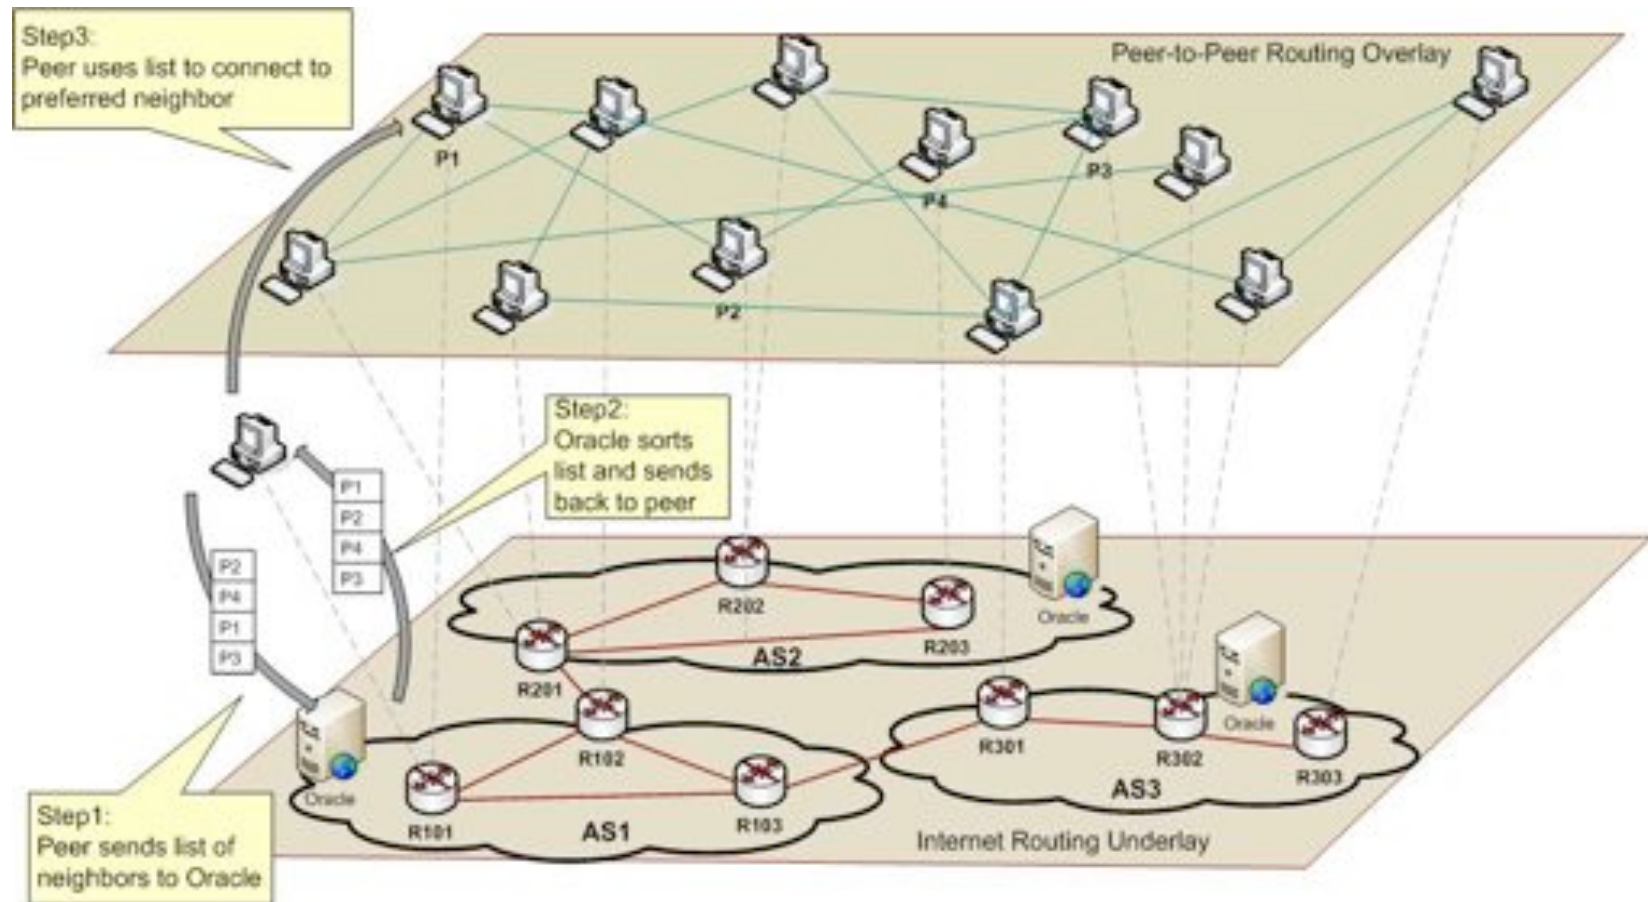 Step3:
Peer uses list to connect to
preferred neighbor
Peer-to-Peer Routing Overlay
P1
P3
P4
P2
Step2:
Oracle sorts
list and sends
back to peer
P1
P2
P4
P3
P2
P4
P1
P3
Oracle
R202
R203
AS2
R201
Oracle
R102
R301
R302
R303
AS3
Oracle
R101
R103
AS1
Internet Routing Underlay
Step1:
Peer sends list of
neighbors to Oracle